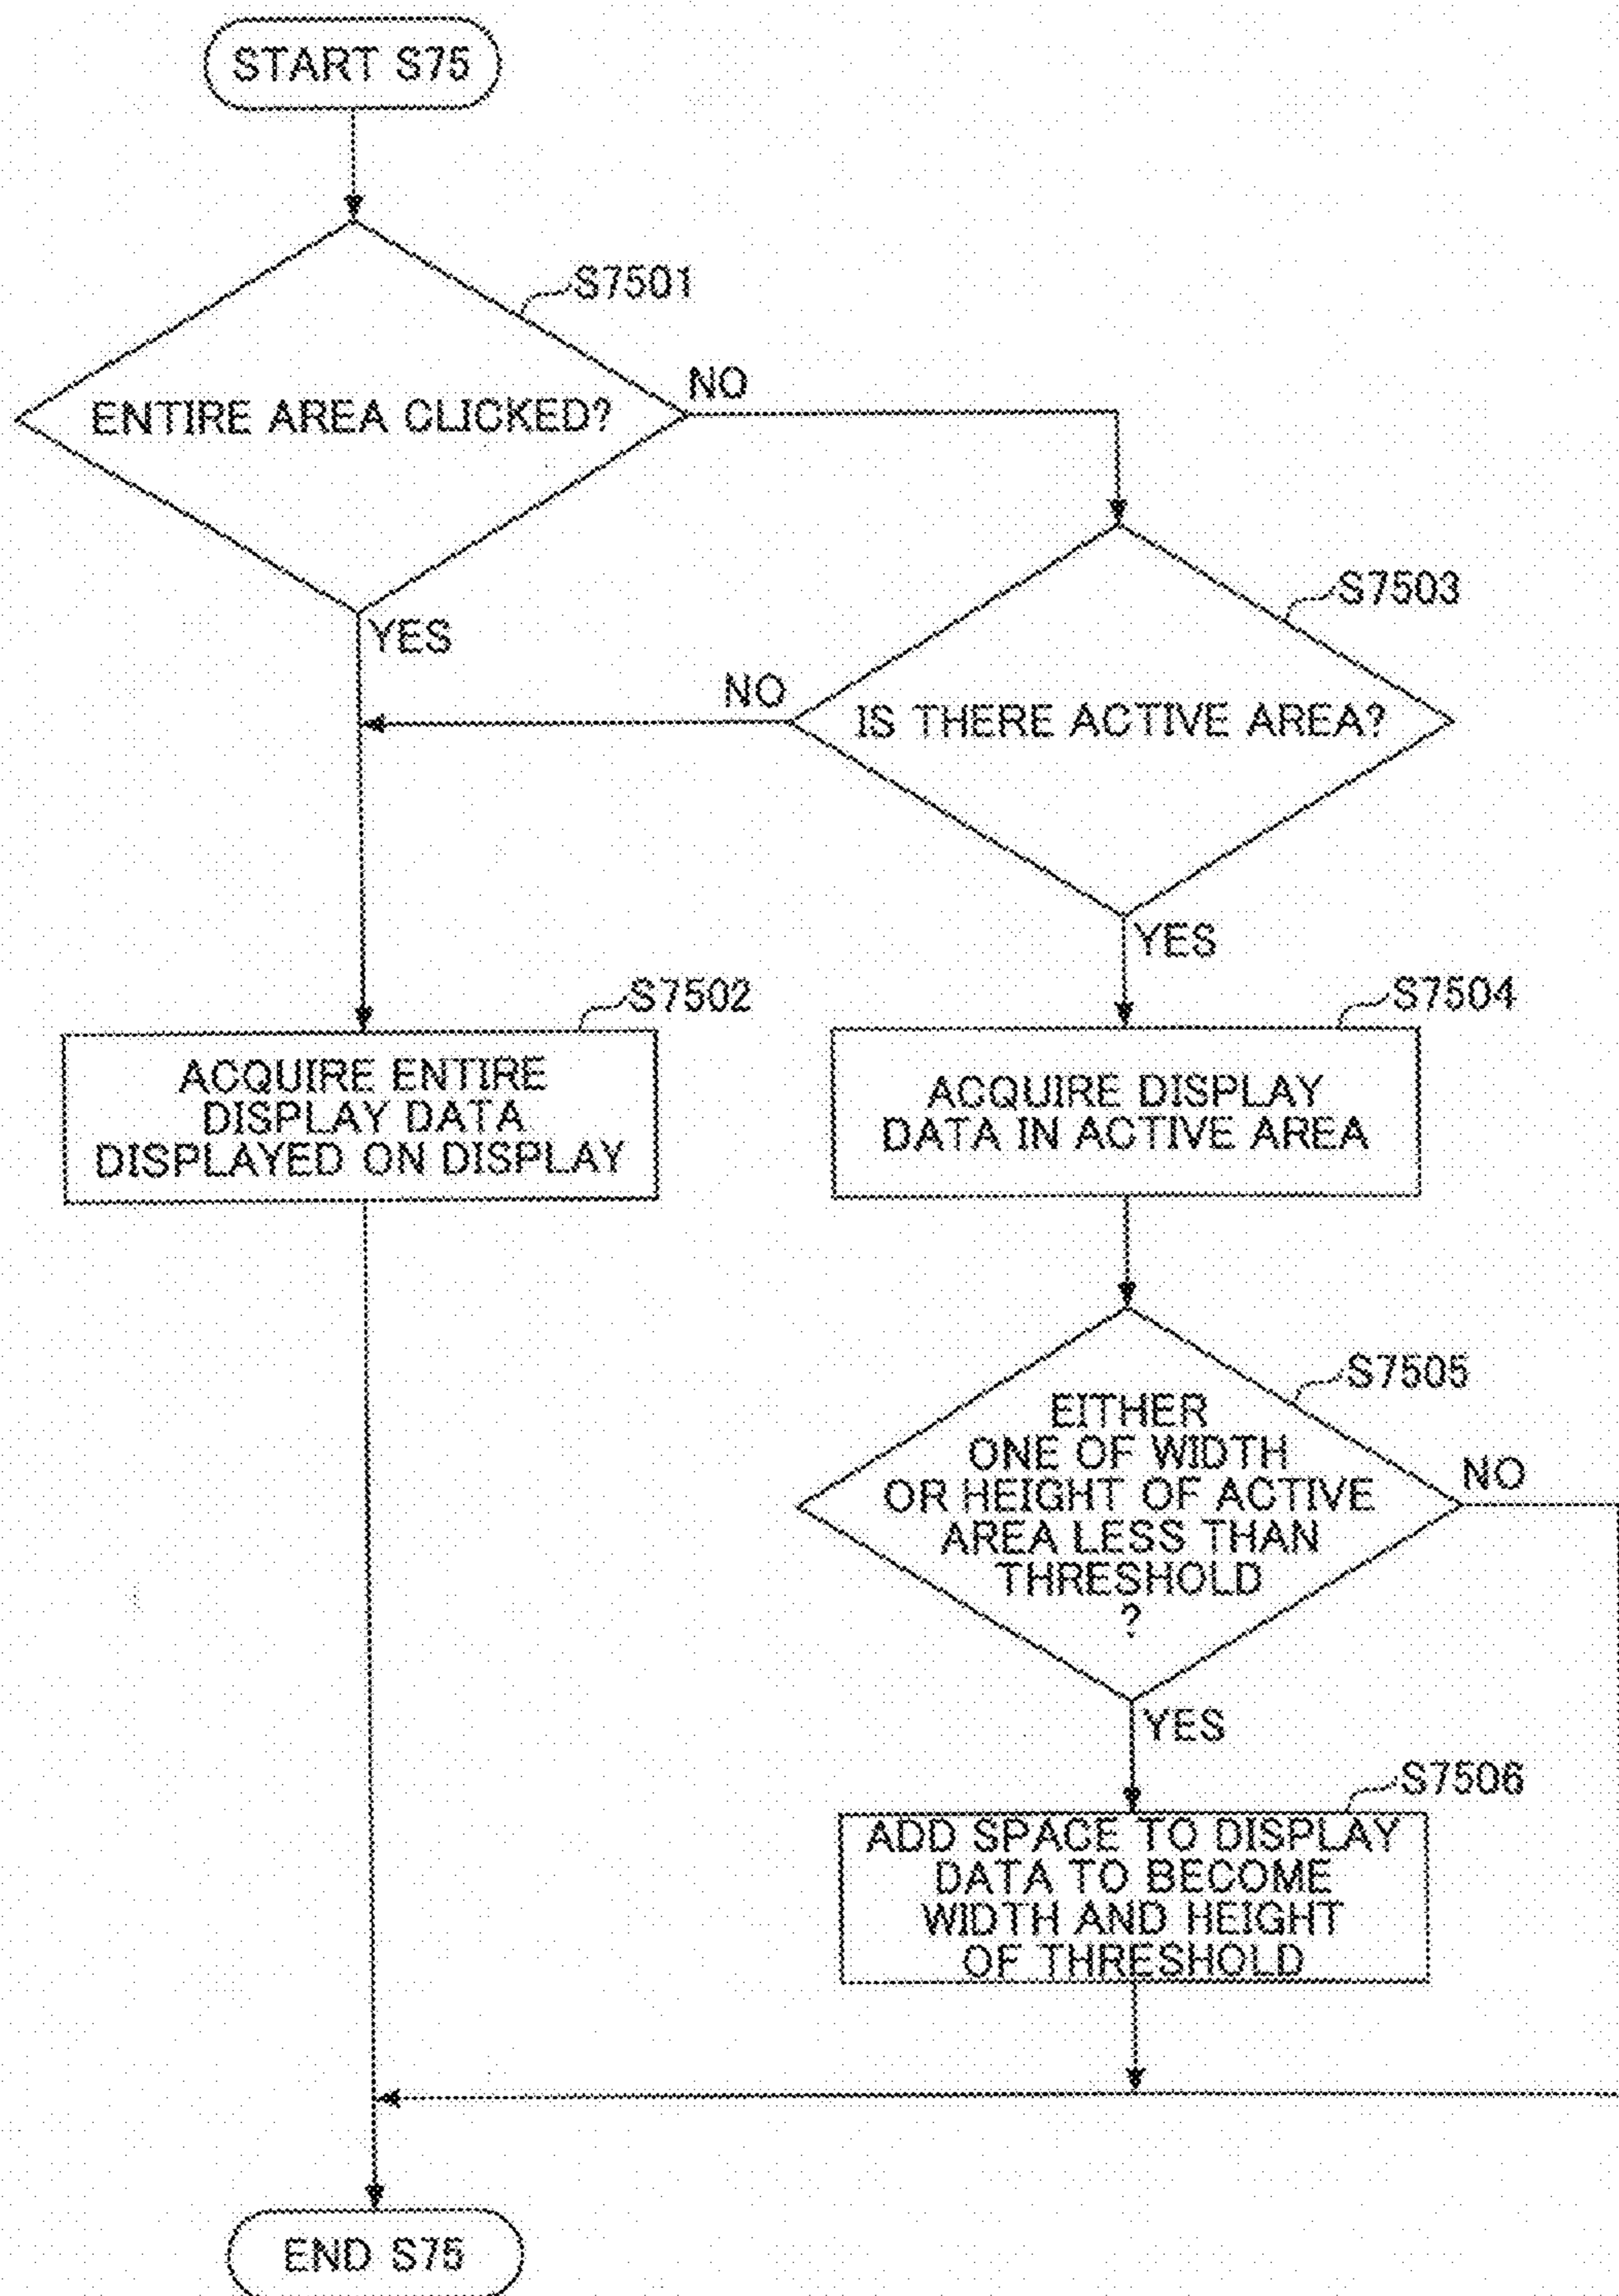 START S75
S7501
ENTIRE AREA CLICKED?
NO
YES
S7503
IS THERE ACTIVE AREA?
NO
YES
S7502
ACQUIRE ENTIRE
DISPLAY DATA
DISPLAYED ON DISPLAY
S7504
ACQUIRE DISPLAY
DATA IN ACTIVE AREA
S7505
EITHER
ONE OF WIDTH
OR HEIGHT OF ACTIVE
AREA LESS THAN
THRESHOLD
?
NO
YES
S7506
ADD SPACE TO DISPLAY
DATA TO BECOME
WIDTH AND HEIGHT
OF THRESHOLD
END S75